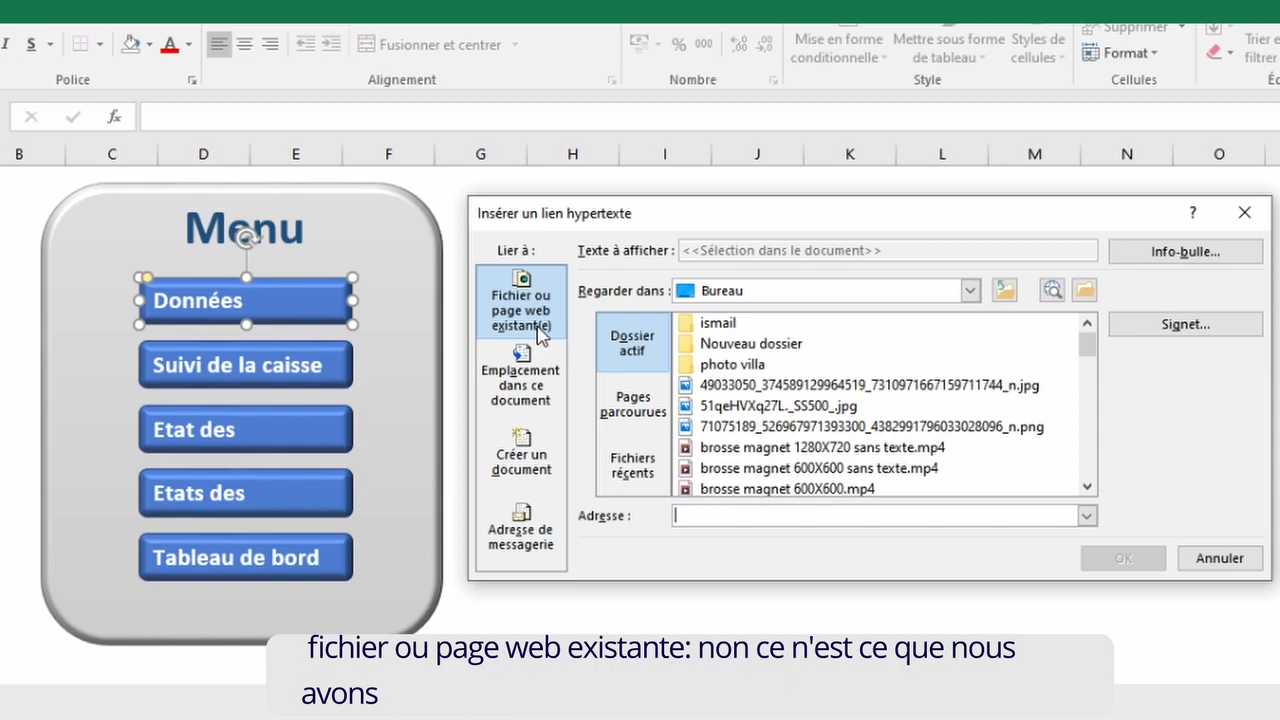 I S
Fusionner et centrer
% 000
Mise en forme conditionnelle
Mettre sous forme de tableau
Styles de cellules
Supprimer
Format
Trier e
filtrer
Police
Alignement
Nombre
Style
Cellules
Éc
fx
B C D E F G H I J K L M N O
Menu
Données
Suivi de la caisse
Etat des
Etats des
Tableau de bord
Insérer un lien hypertexte
?
Lier à :
Texte à afficher :
<<Sélection dans le document>>
Info-bulle...
Fichier ou
page web
existant(e)
Emplacement
dans ce
document
Créer un
document
Adresse de
messagerie
Regarder dans :
Bureau
Signet...
Dossier
actif
Pages
parcourues
Fichiers
récents
ismail
Nouveau dossier
photo villa
49033050_374589129964519_7310971667159711744_n.jpg
51qeHVXq27L._SS500_.jpg
71075189_526967971393300_4382991796033028096_n.png
brosse magnet 1280X720 sans texte.mp4
brosse magnet 600X600 sans texte.mp4
brosse magnet 600X600.mp4
Adresse :
OK
Annuler
fichier ou page web existante: non ce n'est ce que nous
avons